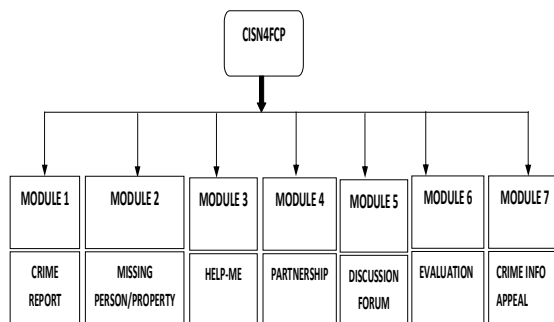 CISN4FCP
MODULE 1
MODULE 2
MODULE 3
MODULE 4
MODULE 5
MODULE 6
MODULE 7
CRIME
REPORT
MISSING
PERSON/PROPERTY
HELP-ME
PARTNERSHIP
DISCUSSION
FORUM
EVALUATION
CRIME INFO
APPEAL